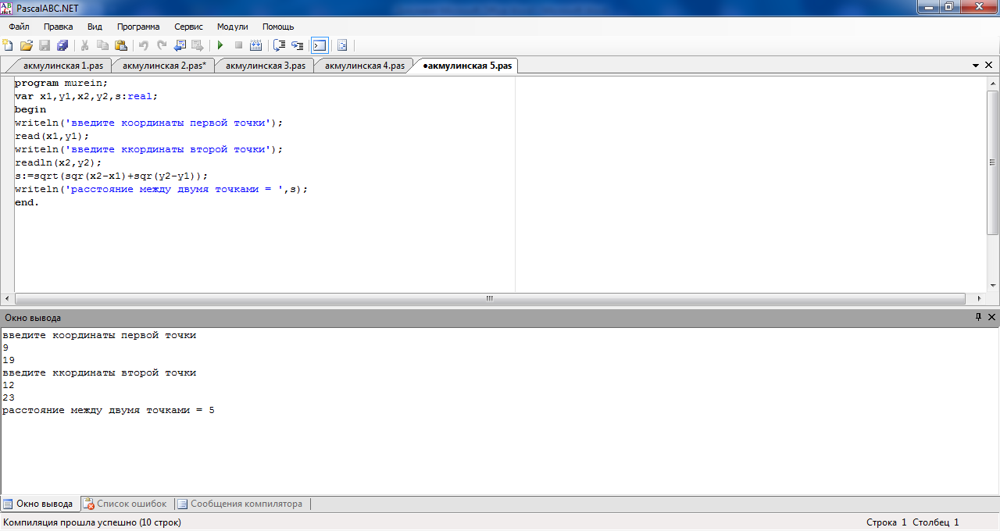 PascalABC.NET
Файл Правка Вид Программа Сервис Модули Помощь
акмулинская 1.pas акмулинская 2.pas* акмулинская 3.pas акмулинская 4.pas •акмулинская 5.pas
program murein;
var x1,y1,x2,y2,s:real;
begin
writeln('введите координаты первой точки');
read(x1,y1);
writeln('введите ккординаты второй точки');
readln(x2,y2);
s:=sqrt(sqr(x2-x1)+sqr(y2-y1));
writeln('расстояние между двумя точками = ',s);
end.
Окно вывода
введите координаты первой точки
9
19
введите ккординаты второй точки
12
23
расстояние между двумя точками = 5
Окно вывода Список ошибок Сообщения компилятора
Компиляция прошла успешно (10 строк) Строка 1 Столбец 1